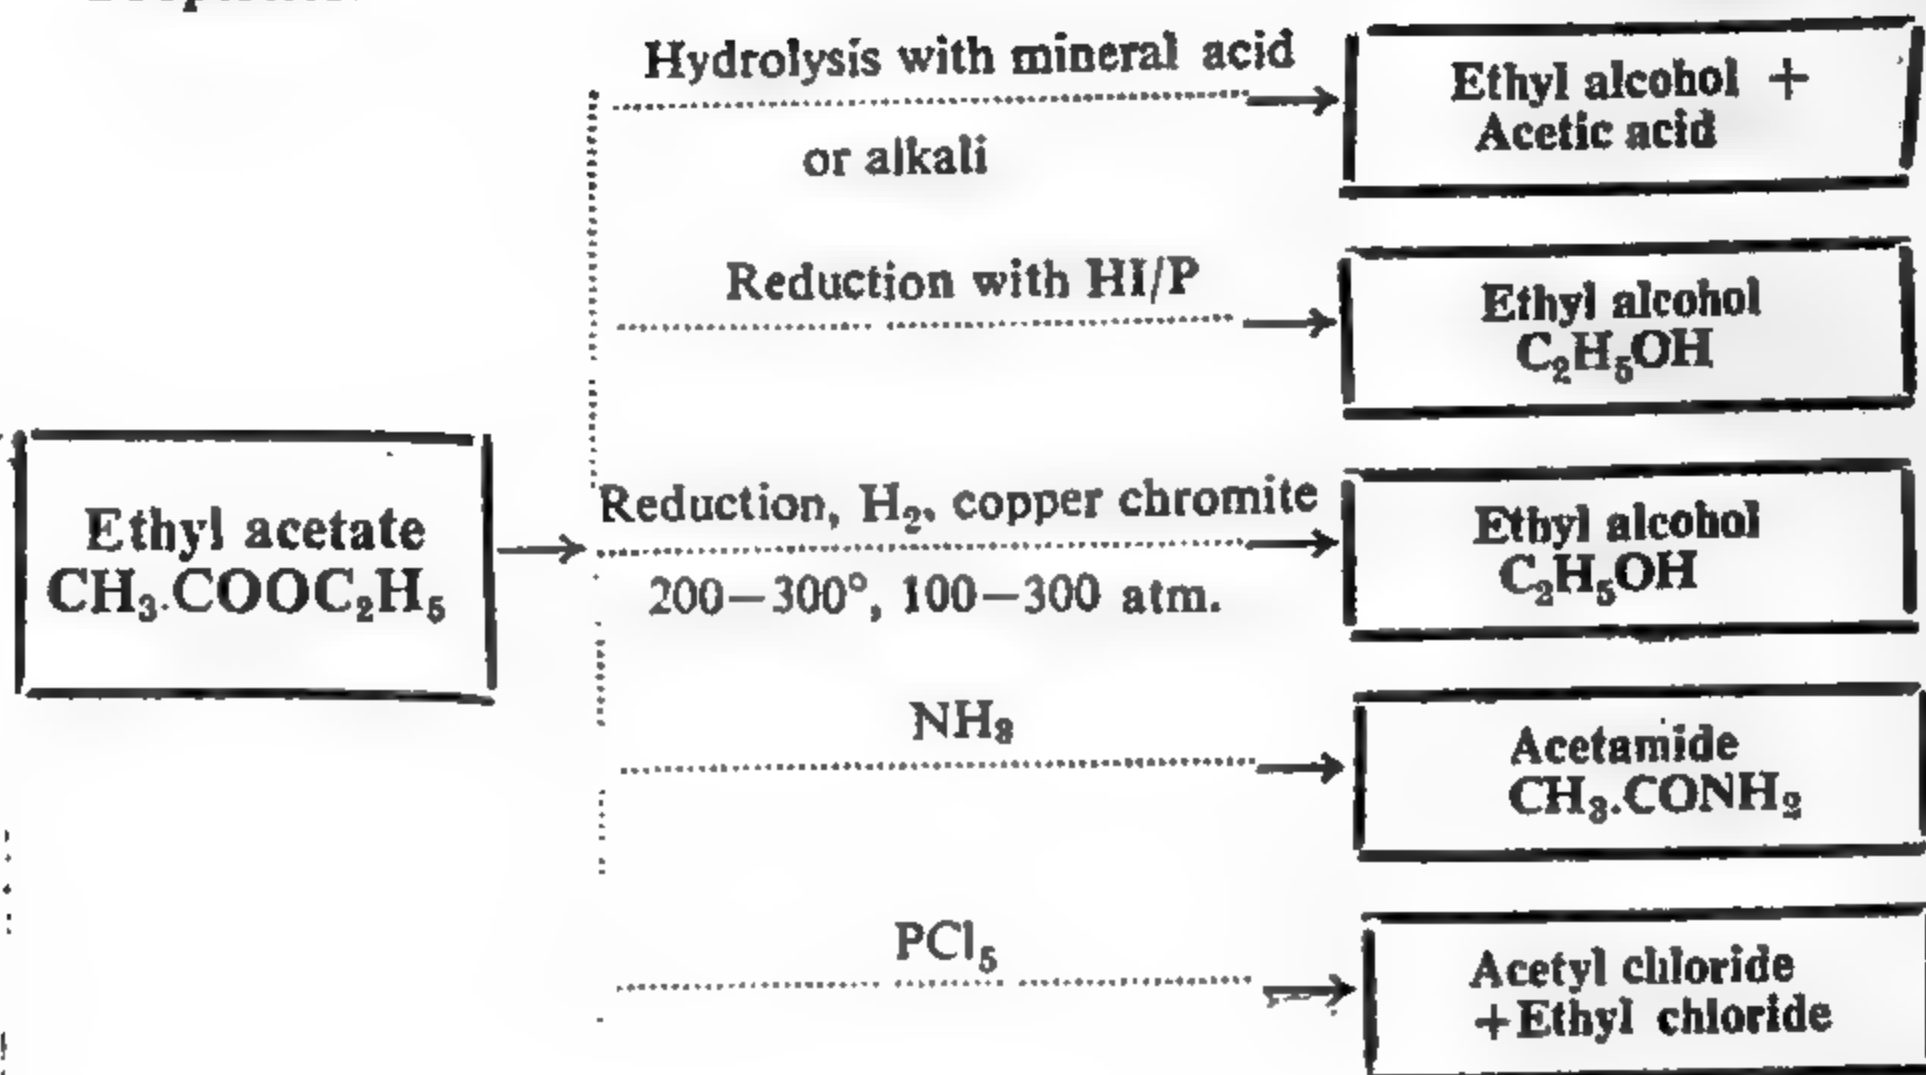 Hydrolysis with mineral acid
or alkali
Ethyl alcohol +
Acetic acid
Reduction with HI/P
Ethyl alcohol
C₂H₅OH
Ethyl acetate
CH₃.COOC₂H₅
Reduction, H₂, copper chromite
200—300°, 100—300 atm.
Ethyl alcohol
C₂H₅OH
NH₃
Acetamide
CH₃.CONH₂
PCl₅
Acetyl chloride
+Ethyl chloride